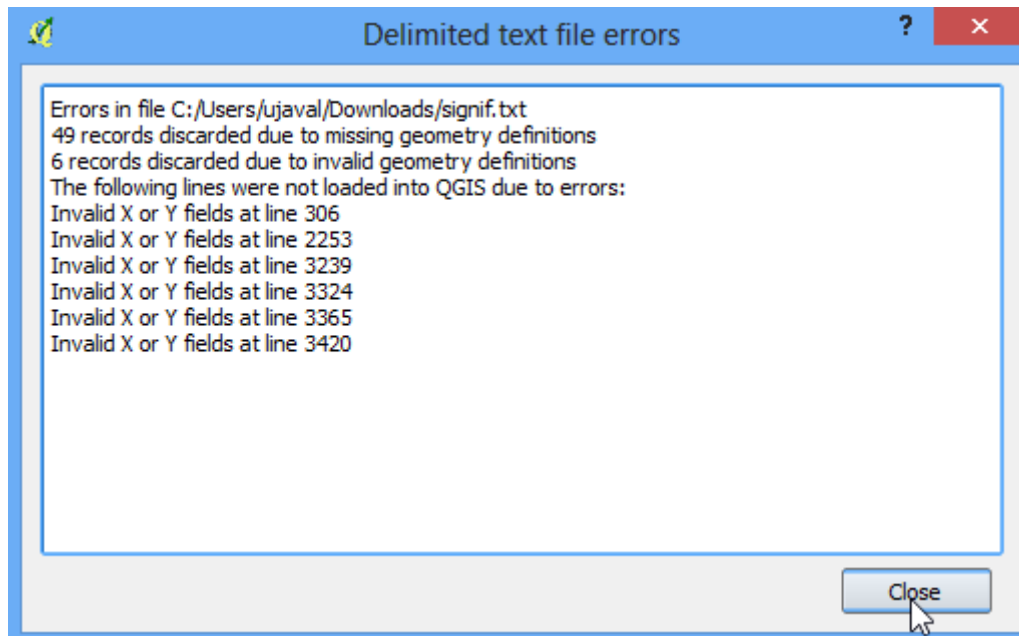 Delimited text file errors
?
Errors in file C:/Users/ujaval/Downloads/signif.txt
49 records discarded due to missing geometry definitions
6 records discarded due to invalid geometry definitions
The following lines were not loaded into QGIS due to errors:
Invalid X or Y fields at line 306
Invalid X or Y fields at line 2253
Invalid X or Y fields at line 3239
Invalid X or Y fields at line 3324
Invalid X or Y fields at line 3365
Invalid X or Y fields at line 3420
Close